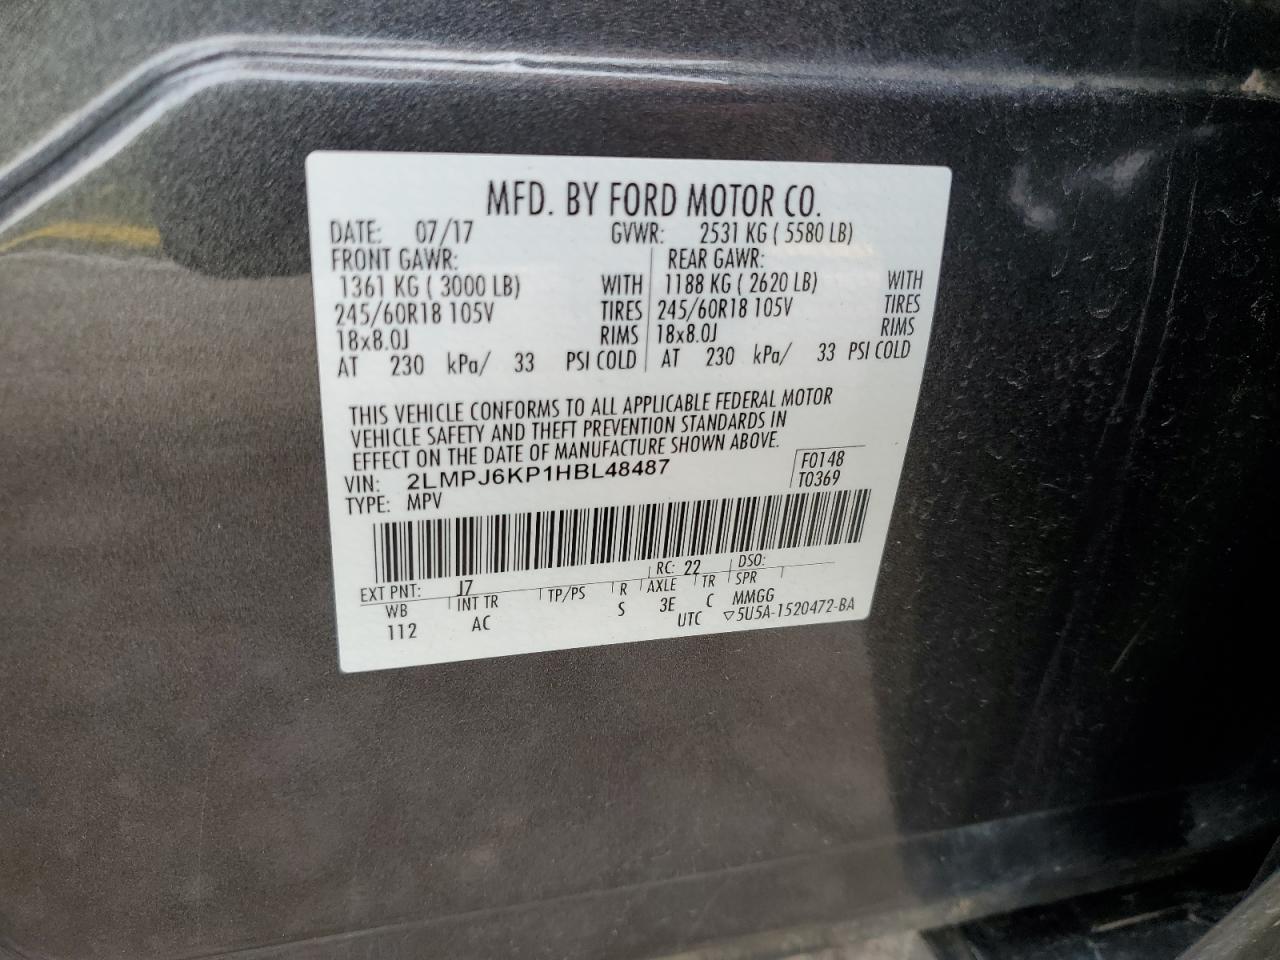 MFD. BY FORD MOTOR CO.
DATE: 07/17 GVWR: 2531 KG ( 5580 LB)
FRONT GAWR: REAR GAWR:
1361 KG ( 3000 LB) WITH 1188 KG ( 2620 LB) WITH
245/60R18 105V TIRES 245/60R18 105V TIRES
18x8.0J RIMS 18x8.0J RIMS
AT 230 kPa/ 33 PSI COLD AT 230 kPa/ 33 PSI COLD
THIS VEHICLE CONFORMS TO ALL APPLICABLE FEDERAL MOTOR
VEHICLE SAFETY AND THEFT PREVENTION STANDARDS IN
EFFECT ON THE DATE OF MANUFACTURE SHOWN ABOVE.
VIN: 2LMPJ6KP1HBL48487 F0148
TYPE: MPV T0369
EXT PNT: J7 RC: 22 DSO:
WB INT TR TP/PS R AXLE TR SPR
112 AC S 3E C MMGG
UTC ▽5U5A-1520472-BA